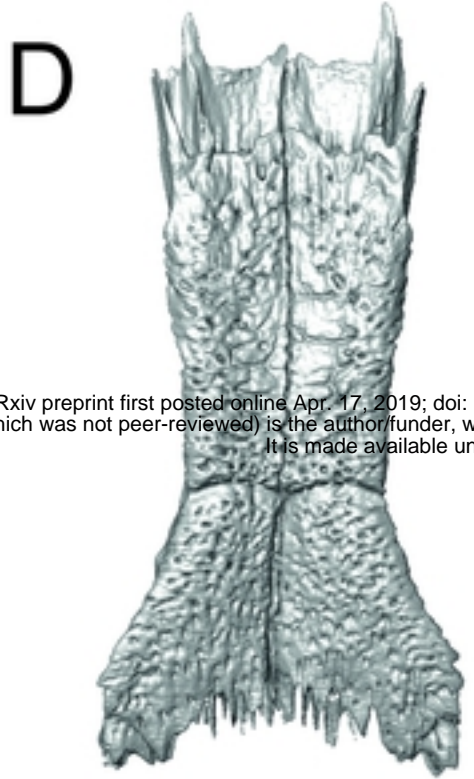 D
Rxiv preprint first posted online Apr. 17, 2019; doi:
hich was not peer-reviewed) is the author/funder, w
It is made available un